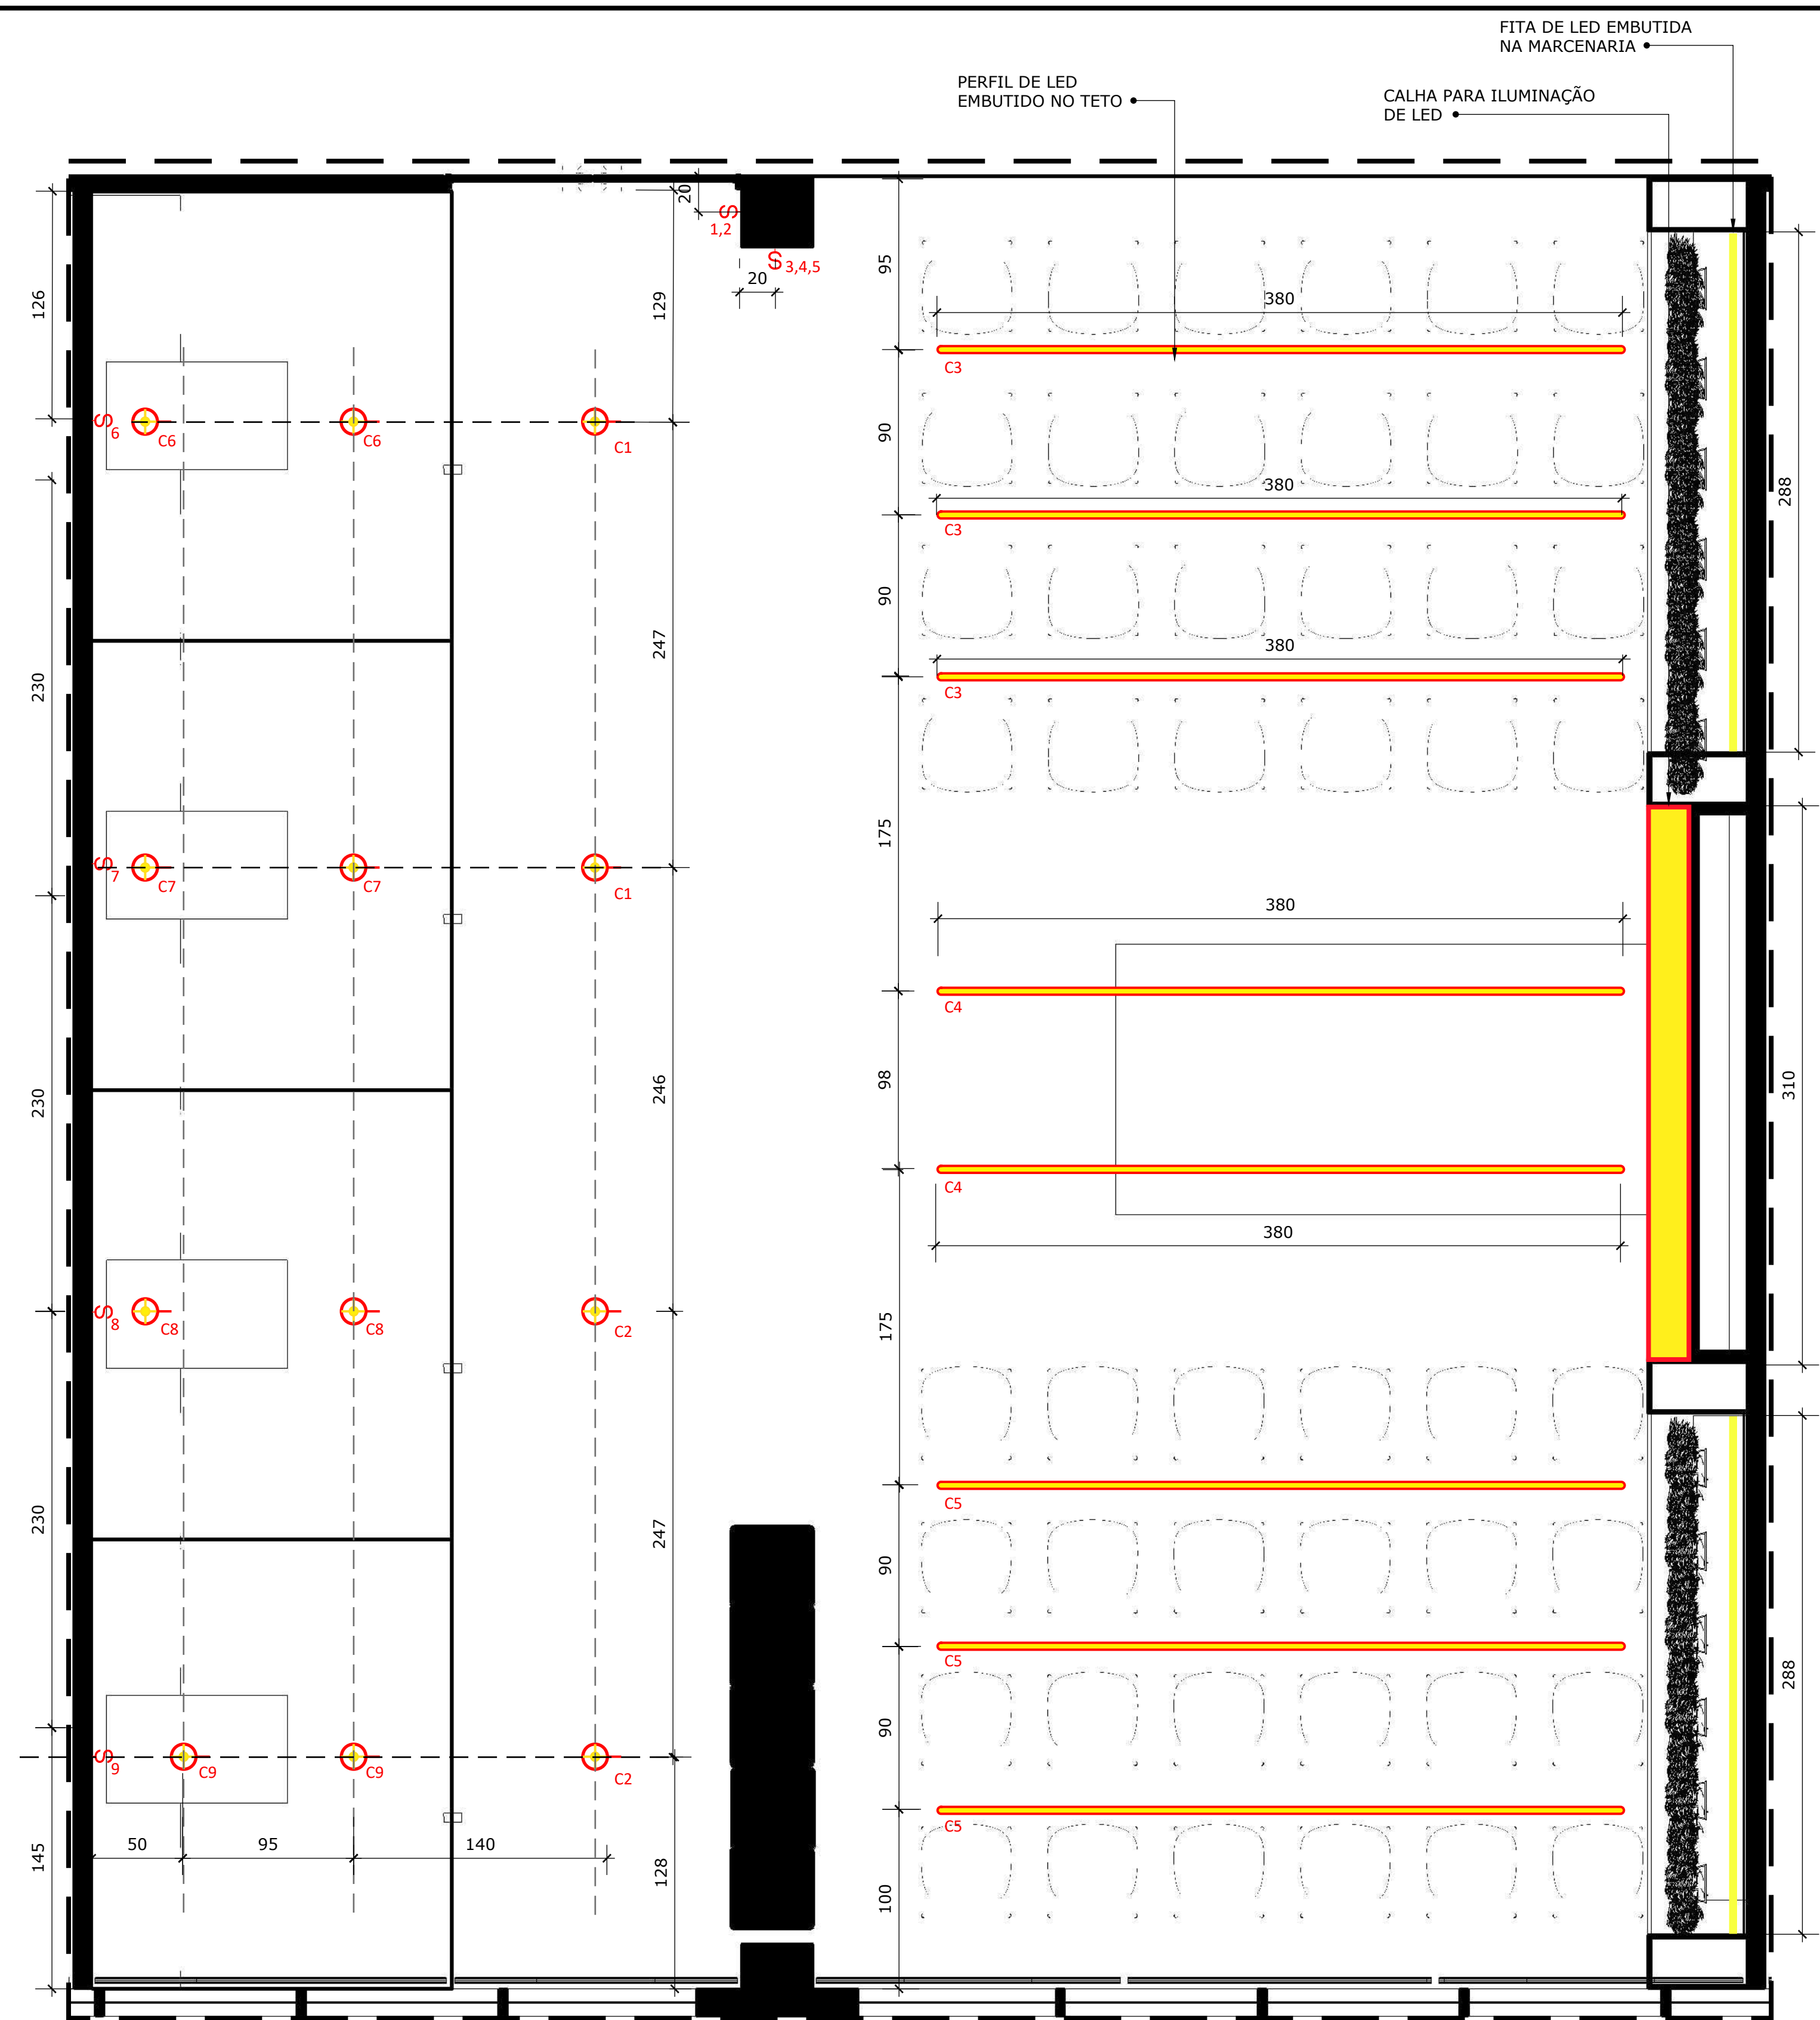 FITA DE LED EMBUTIDA
NA MARCENARIA
PERFIL DE LED
EMBUTIDO NO TETO
CALHA PARA ILUMINAÇÃO
DE LED
20
S
1,2
S 3,4,5
20
126
129
95
380
C3
90
S 6
C6
C6
C1
380
C3
288
90
230
247
380
C3
175
S 7
C7
C7
C1
380
C4
230
246
98
310
C4
380
S 8
C8
C8
C2
175
C5
230
247
90
C5
288
90
S 9
C9
C9
C2
C5
50
95
140
145
128
100